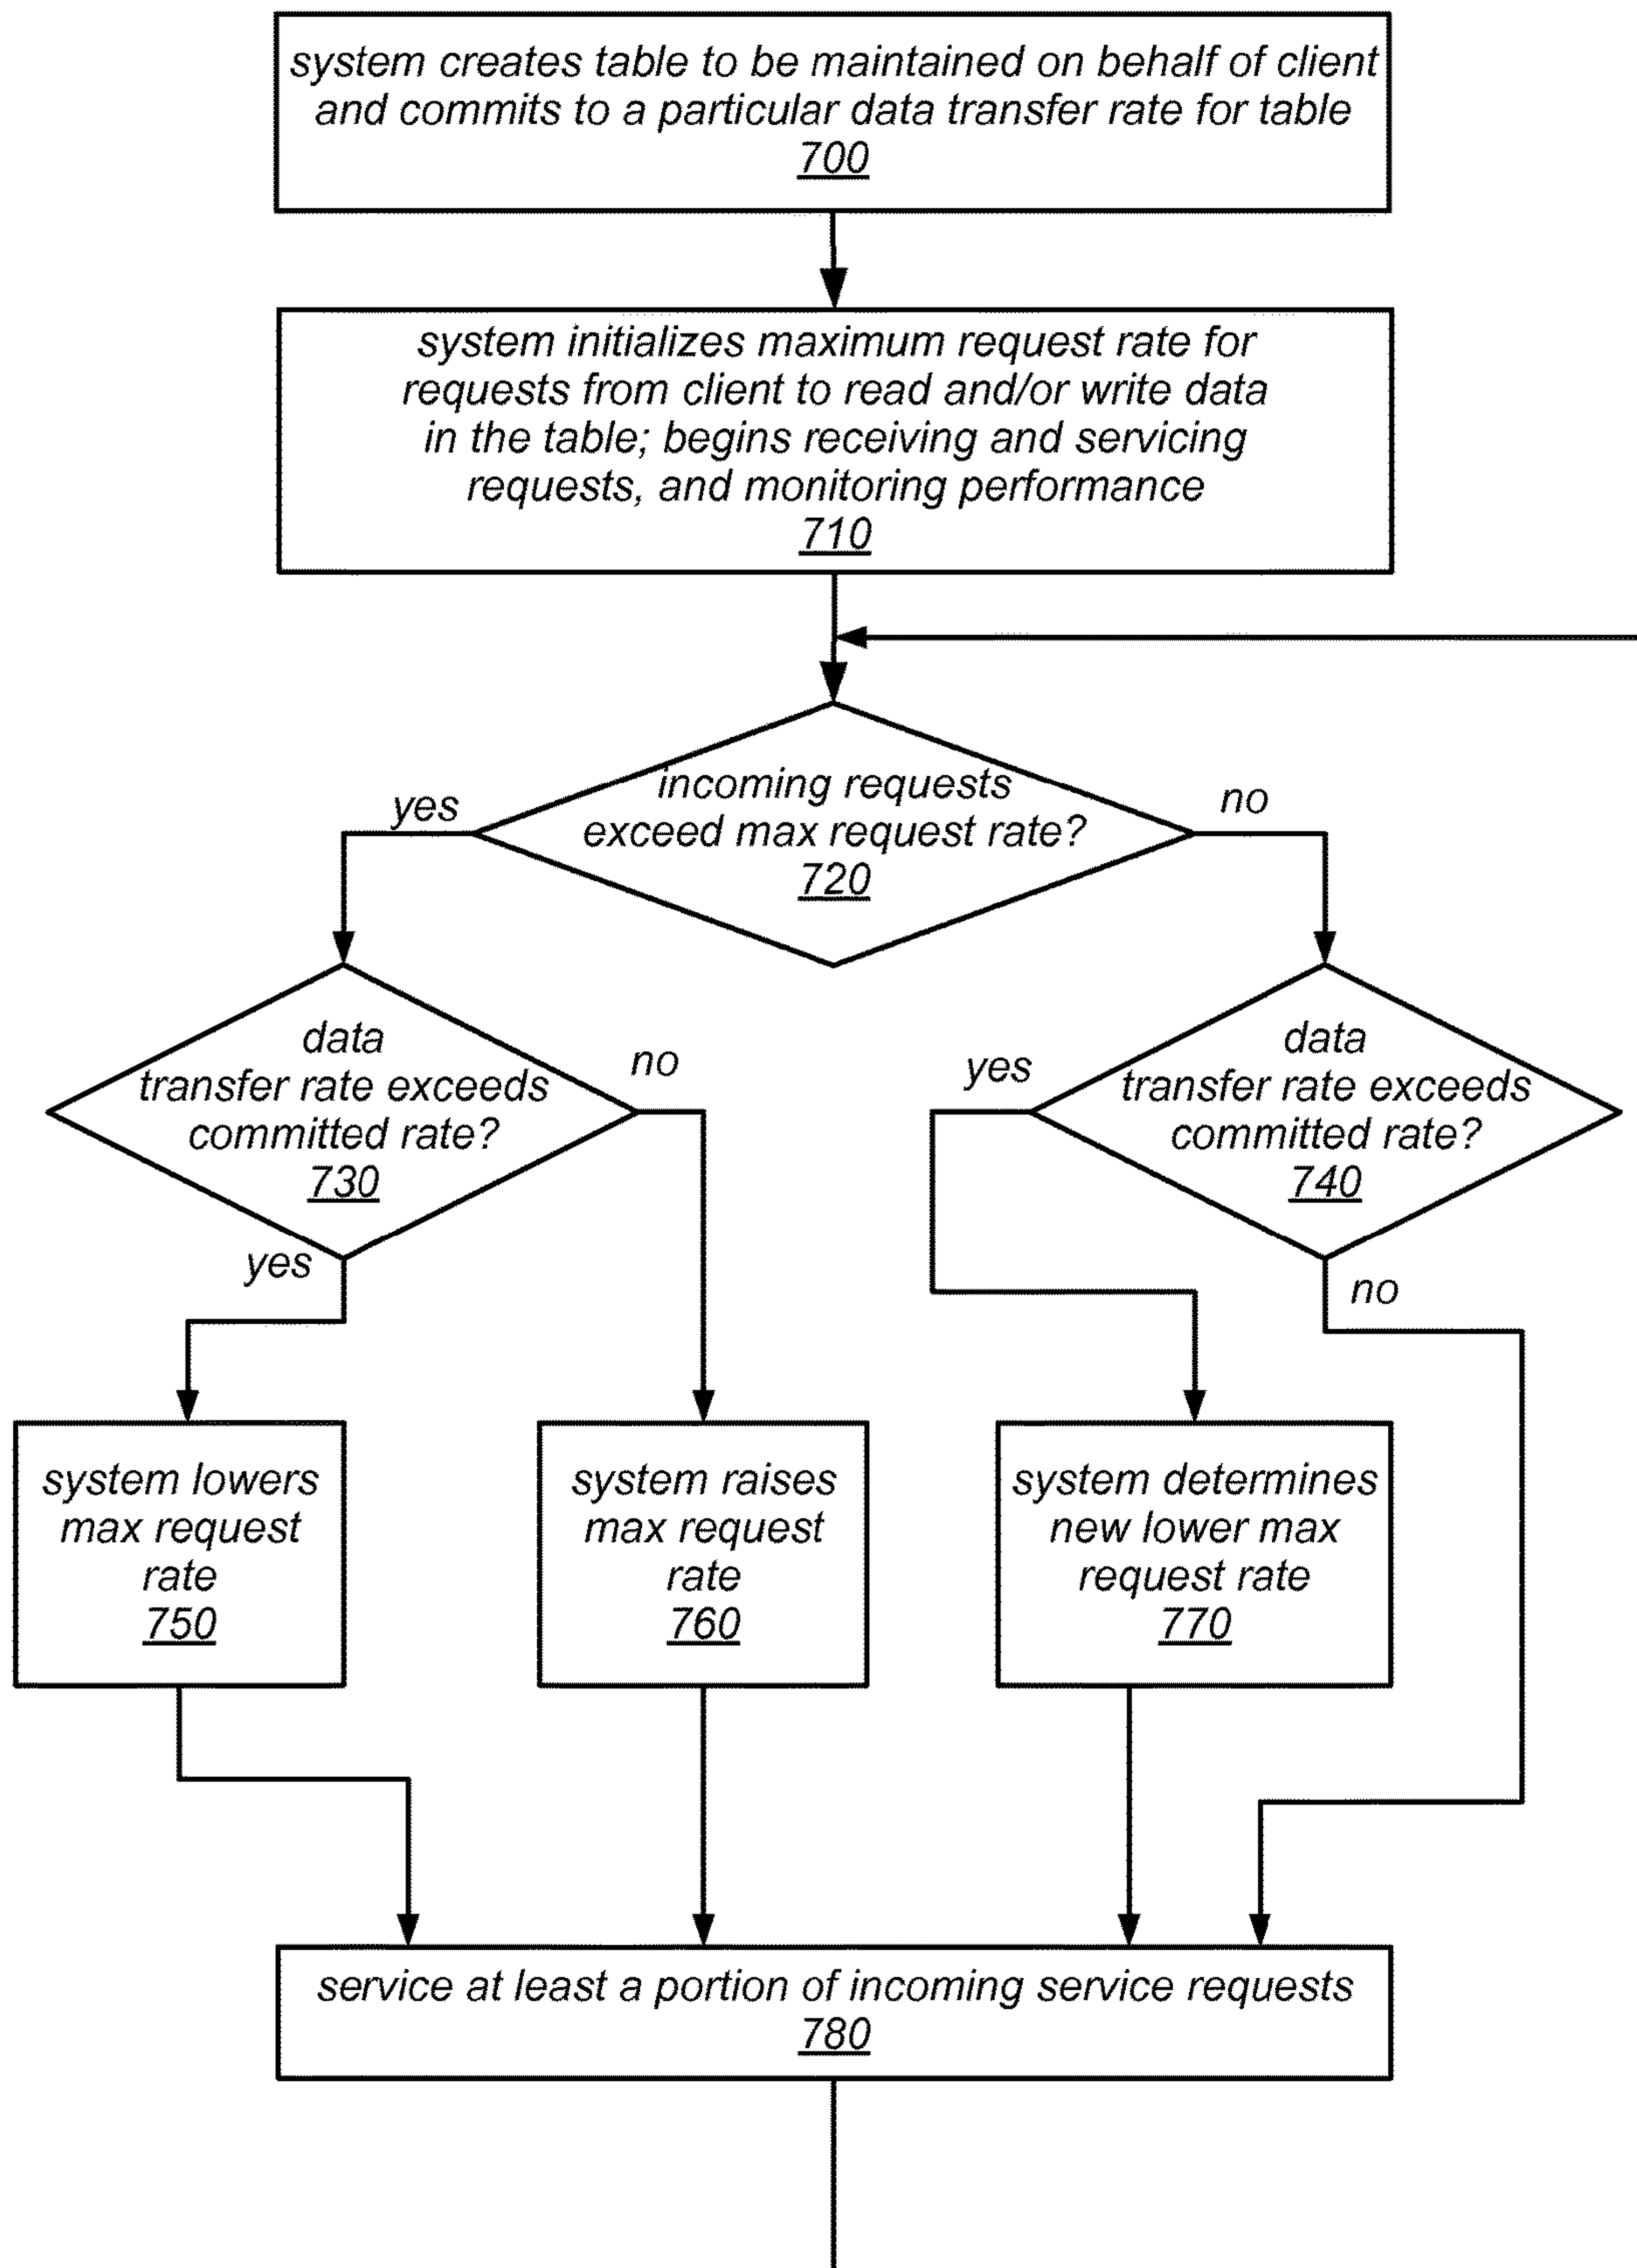 system creates table to be maintained on behalf of client
and commits to a particular data transfer rate for table
700
system initializes maximum request rate for
requests from client to read and/or write data
in the table; begins receiving and servicing
requests, and monitoring performance
710
incoming requests
exceed max request rate?
720
yes
no
data
transfer rate exceeds
committed rate?
730
yes
no
data
transfer rate exceeds
committed rate?
740
yes
no
system lowers
max request
rate
750
system raises
max request
rate
760
system determines
new lower max
request rate
770
service at least a portion of incoming service requests
780